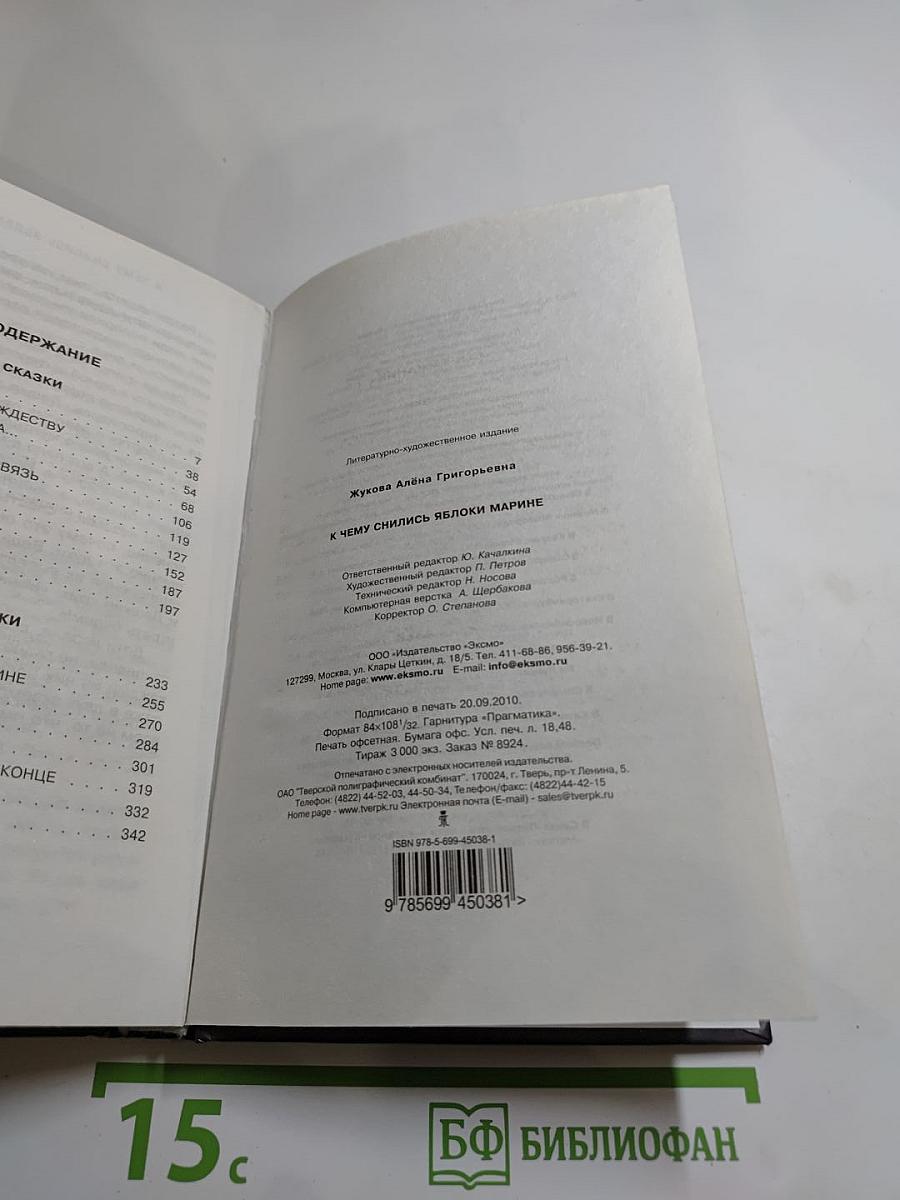 ОДЕРЖАНИЕ
СКАЗКИ
ЖДЕСТВУ
7
А...
38
54
ВЯЗЬ
68
106
119
127
152
187
197
КИ
233
ИНЕ
255
270
284
301
КОНЦЕ
319
332
342
Литературно-художественное издание
Жукова Алёна Григорьевна
К ЧЕМУ СНИЛИСЬ ЯБЛОКИ МАРИНЕ
Ответственный редактор Ю. Качалкина
Художественный редактор П. Петров
Технический редактор Н. Носова
Компьютерная верстка А. Щербакова
Корректор О. Степанова
ООО «Издательство «Эксмо»
127299, Москва, ул. Клары Цеткин, д. 18/5. Тел. 411-68-86, 956-39-21.
Home page: www.eksmo.ru E-mail: info@eksmo.ru
Подписано в печать 20.09.2010.
Формат 84×108 1/32. Гарнитура «Прагматика».
Печать офсетная. Бумага офс. Усл. печ. л. 18,48.
Тираж 3 000 экз. Заказ № 8924.
Отпечатано с электронных носителей издательства.
ОАО "Тверской полиграфический комбинат". 170024, г. Тверь, пр-т Ленина, 5.
Телефон: (4822) 44-52-03, 44-50-34, Телефон/факс: (4822)44-42-15
Home page - www.tverpk.ru Электронная почта (E-mail) - sales@tverpk.ru
ISBN 978-5-699-45038-1
9 785699 450381 >
15 с
БФ БИБЛИОФАН